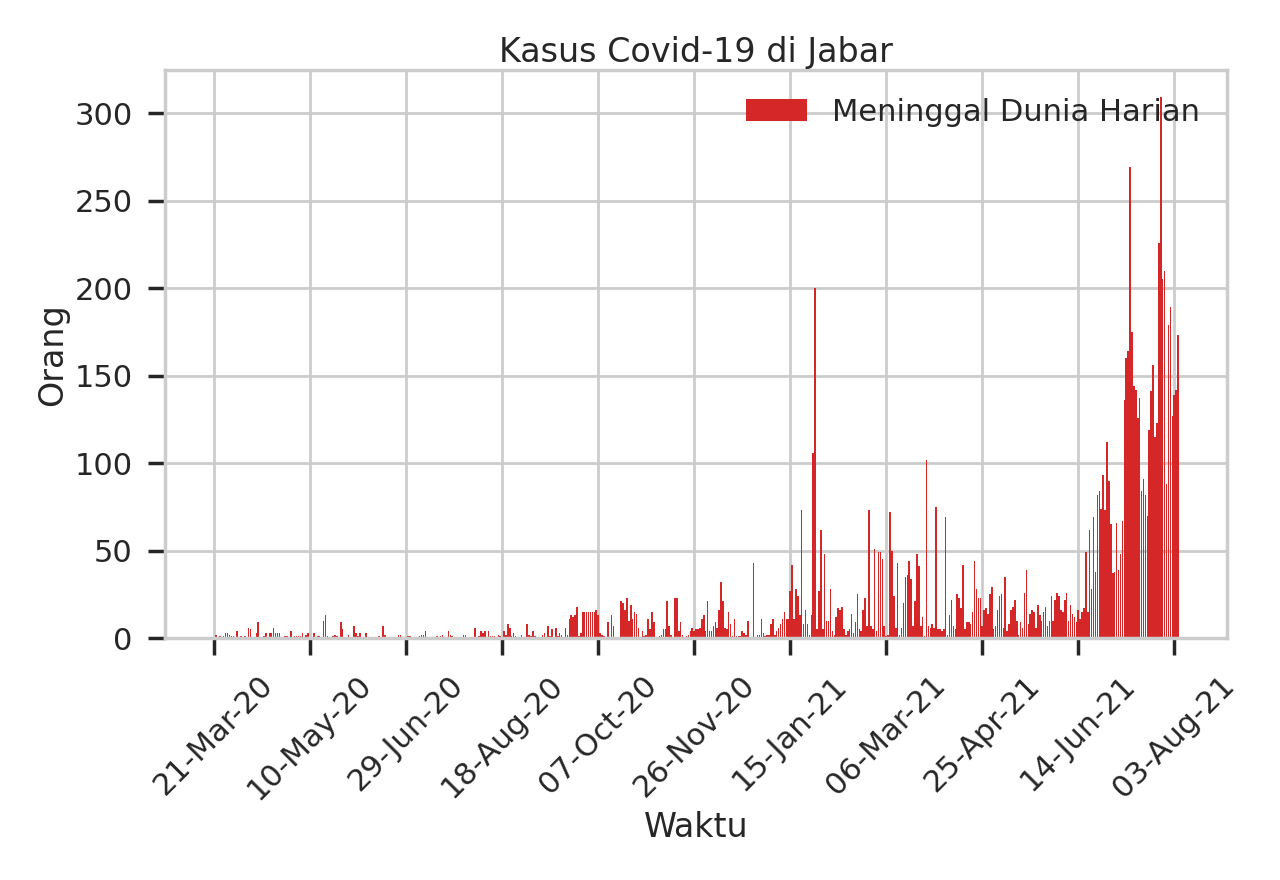 Kasus Covid-19 di Jabar
Meninggal Dunia Harian
Orang
300
250
200
150
100
50
0
21-Mar-20
10-May-20
29-Jun-20
18-Aug-20
07-Oct-20
26-Nov-20
15-Jan-21
06-Mar-21
25-Apr-21
14-Jun-21
03-Aug-21
Waktu